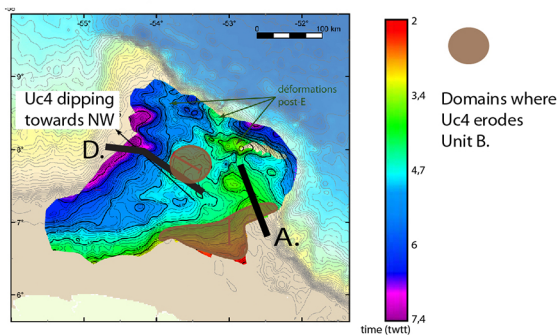 -55° -54° -53° -52°
0 100 km
9°
Uc4 dipping
towards NW
déformations
post-E
D.
8°
7°
A.
6°
2
3,4
4,7
6
7,4
time (twtt)
Domains where
Uc4 erodes
Unit B.